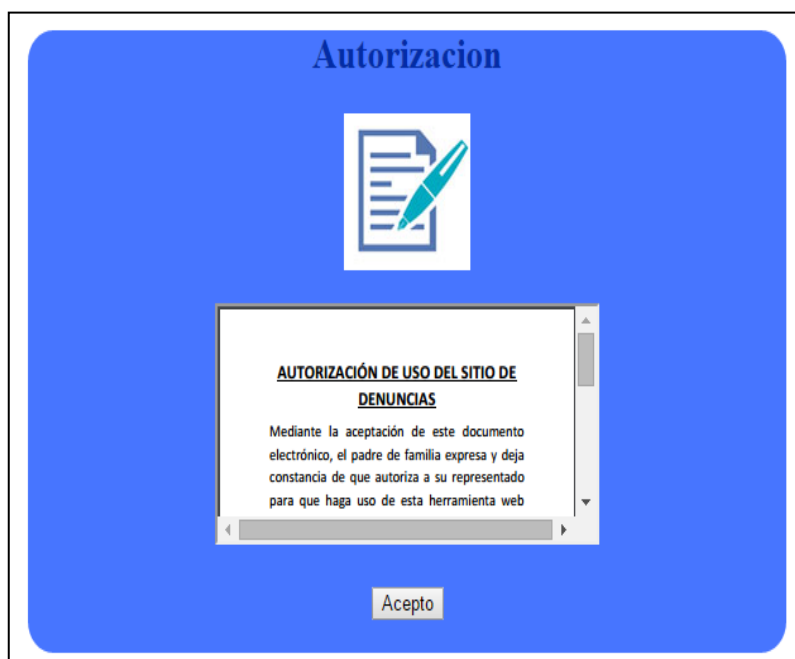 Autorizacion
AUTORIZACIÓN DE USO DEL SITIO DE
DENUNCIAS
Mediante la aceptación de este documento
electrónico, el padre de familia expresa y deja
constancia de que autoriza a su representado
para que haga uso de esta herramienta web
Acepto